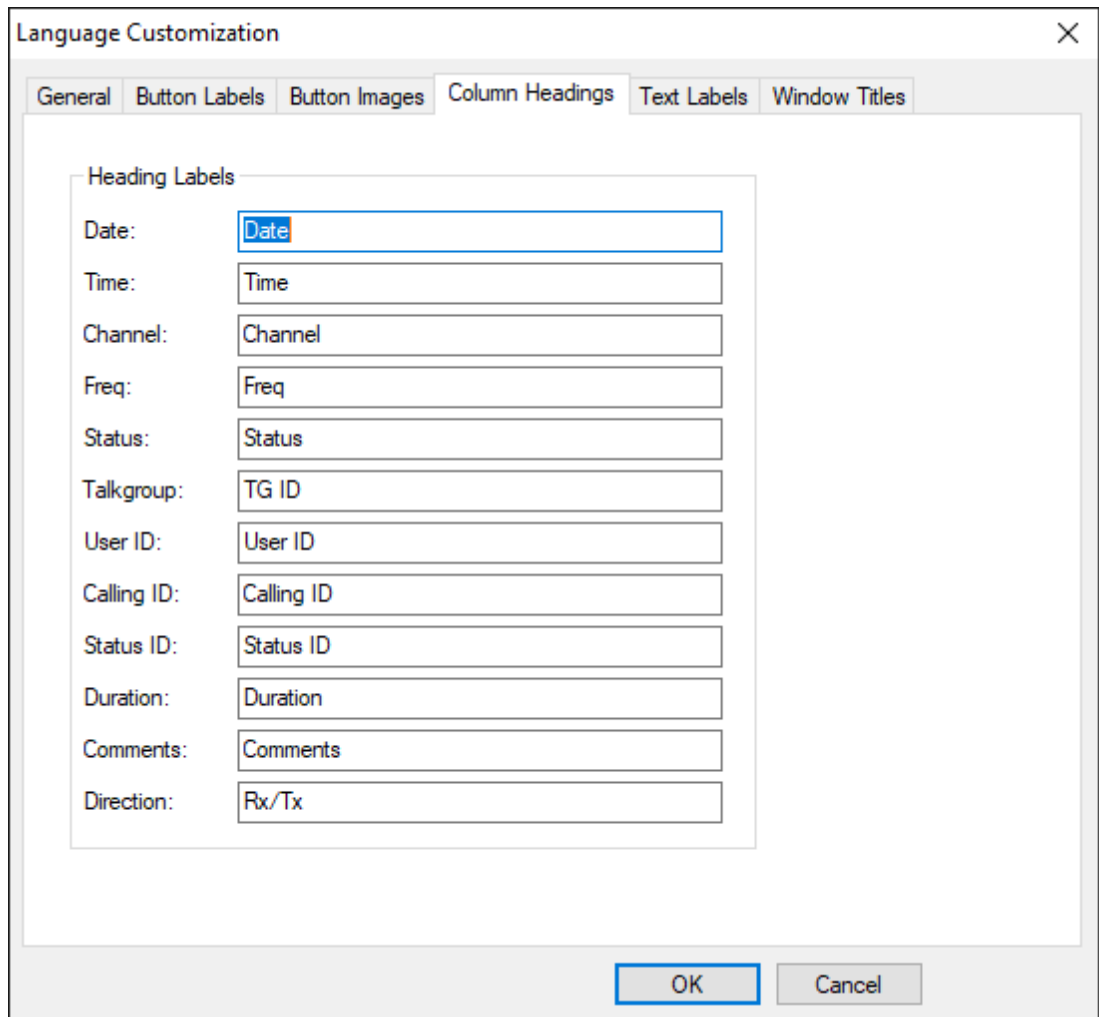 Language Customization
General Button Labels Button Images Column Headings Text Labels Window Titles
Heading Labels
Date: Date
Time: Time
Channel: Channel
Freq: Freq
Status: Status
Talkgroup: TG ID
User ID: User ID
Calling ID: Calling ID
Status ID: Status ID
Duration: Duration
Comments: Comments
Direction: Rx/Tx
OK Cancel